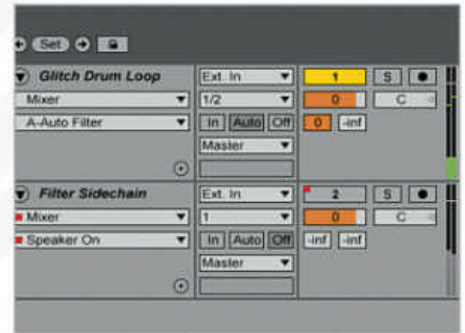 Set
Glitch Drum Loop Ext. In 1 S
Mixer 1/2 0 C
A-Auto Filter In Auto Off 0 -inf
Master
Filter Sidechain Ext. In 2 S
Mixer 1 0 C
Speaker On In Auto Off -inf -inf
Master